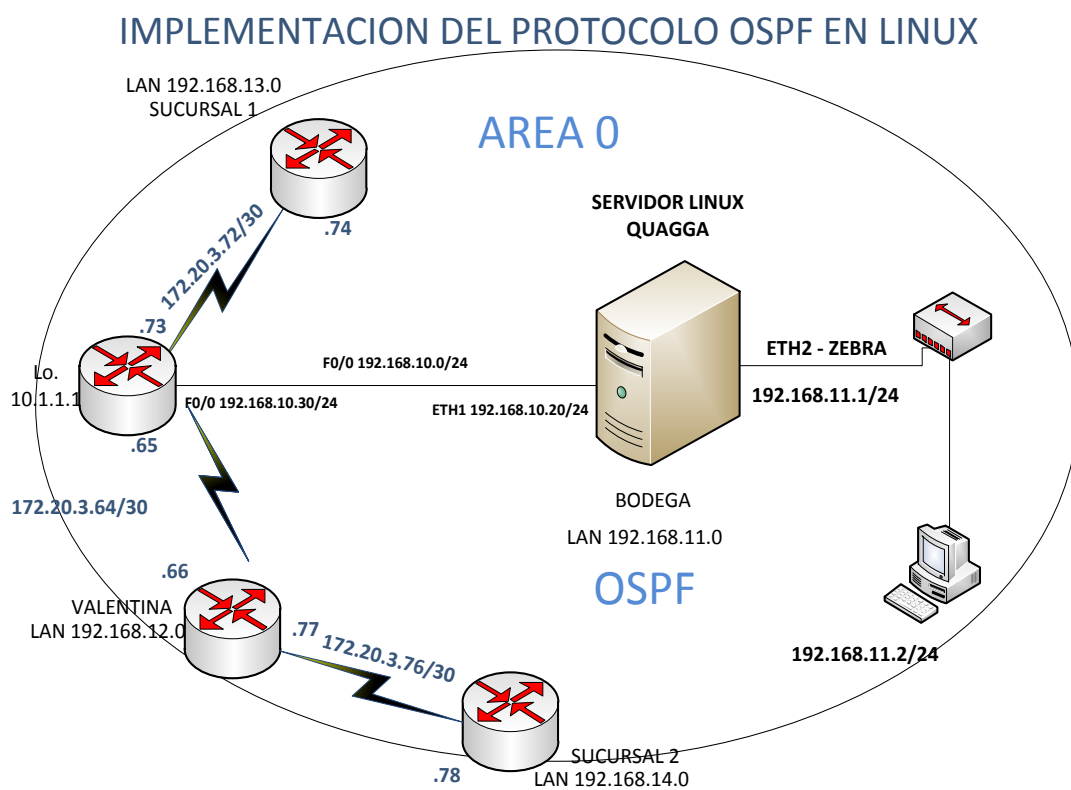 IMPLEMENTACION DEL PROTOCOLO OSPF EN LINUX
LAN 192.168.13.0
SUCURSAL 1
AREA 0
SERVIDOR LINUX
QUAGGA
172.20.3.72/30
.74
.73
Lo.
10.1.1.1
F0/0 192.168.10.0/24
F0/0 192.168.10.30/24
ETH1 192.168.10.20/24
ETH2 - ZEBRA
192.168.11.1/24
.65
172.20.3.64/30
BODEGA
LAN 192.168.11.0
OSPF
.66
VALENTINA
LAN 192.168.12.0
.77
172.20.3.76/30
192.168.11.2/24
.78
SUCURSAL 2
LAN 192.168.14.0